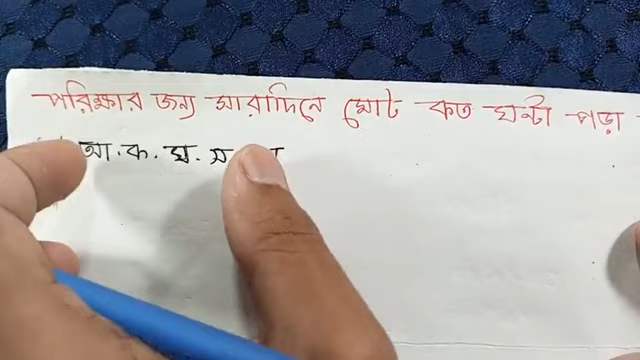 পরিক্ষার জন্য সারাদিনে মোট কত ঘন্টা পড়া
আ. ক. ঘ.